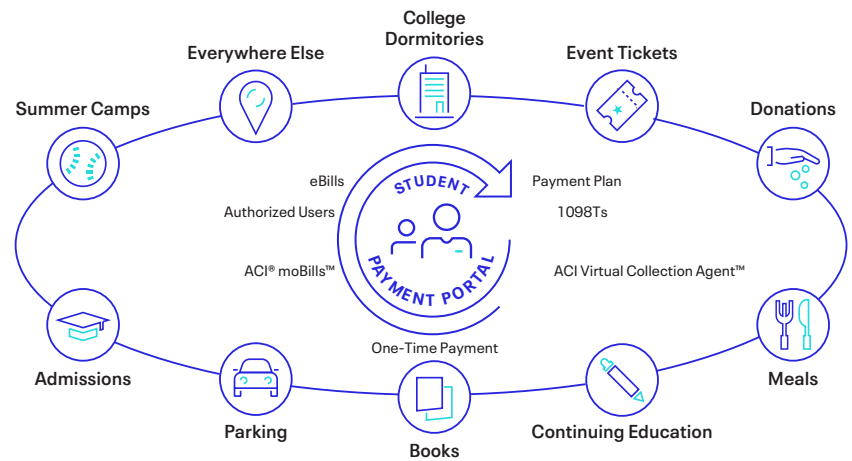 College
Dormitories
Everywhere Else
Event Tickets
Summer Camps
Donations
eBills
STUDENT
Payment Plan
Authorized Users
1098Ts
ACI® moBills™
PAYMENT PORTAL
ACI Virtual Collection Agent™
One-Time Payment
Admissions
Meals
Parking
Continuing Education
Books